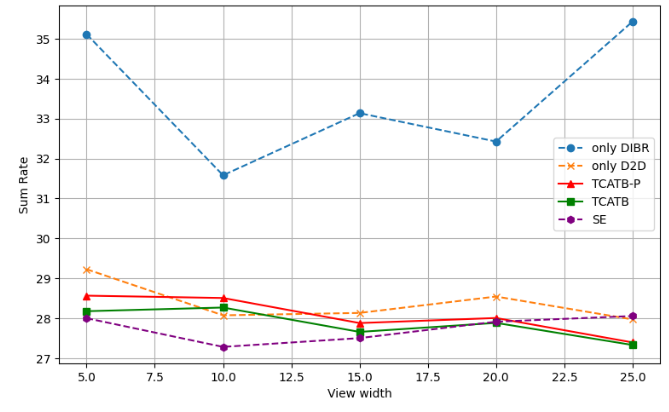 35
34
33
32
31
30
29
28
27
Sum Rate
only DIBR
only D2D
TCATB-P
TCATB
SE
5.0 7.5 10.0 12.5 15.0 17.5 20.0 22.5 25.0
View width